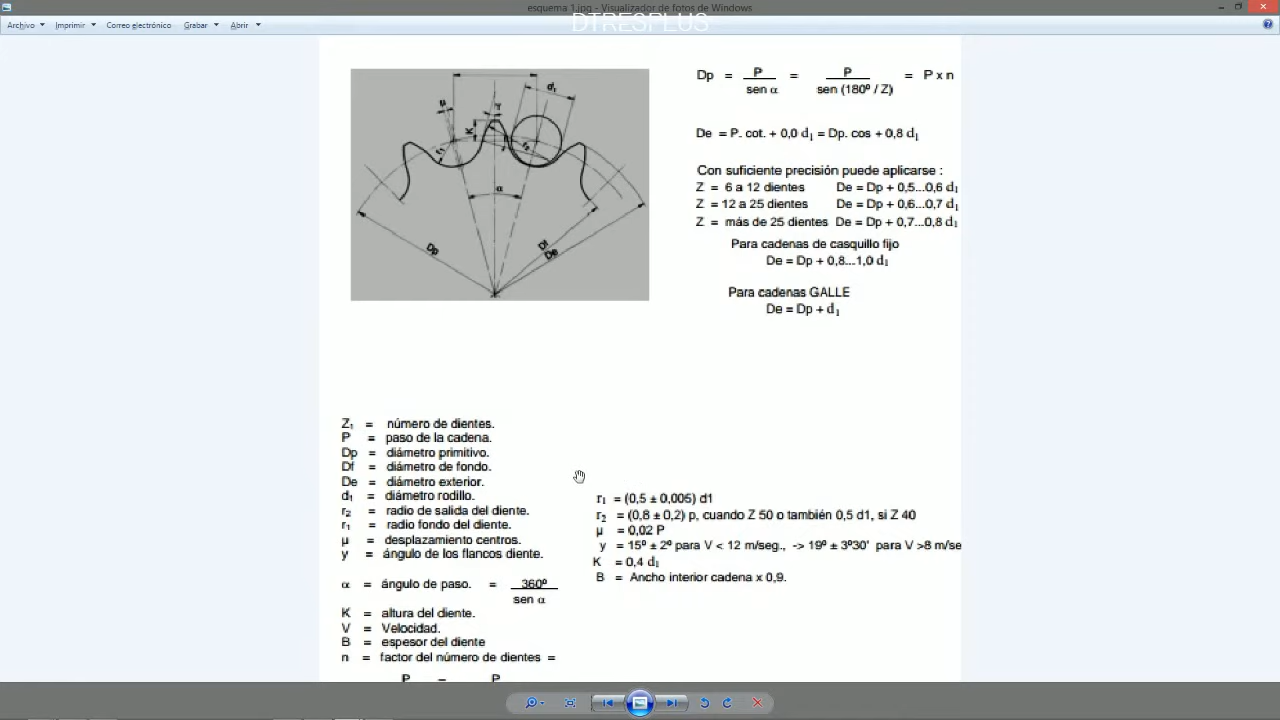 esquema 1.jpg - Visualizador de fotos de Windows
DTRESPLUS
Archivo Imprimir Correo electrónico Grabar Abrir
Dp = P / sen α = P / sen (180º / Z) = P x n
De = P. cot. + 0,0 d₁ = Dp. cos + 0,8 d₁
Con suficiente precisión puede aplicarse :
Z = 6 a 12 dientes De = Dp + 0,5...0,6 d₁
Z = 12 a 25 dientes De = Dp + 0,6...0,7 d₁
Z = más de 25 dientes De = Dp + 0,7...0,8 d₁
Para cadenas de casquillo fijo
De = Dp + 0,8...1,0 d₁
Para cadenas GALLE
De = Dp + d₁
μ
K
d₁
r₁
r₂
α
Dp
Df
De
Z₁ = número de dientes.
P = paso de la cadena.
Dp = diámetro primitivo.
Df = diámetro de fondo.
De = diámetro exterior.
d₁ = diámetro rodillo.
r₂ = radio de salida del diente.
r₁ = radio fondo del diente.
μ = desplazamiento centros.
y = ángulo de los flancos diente.
α = ángulo de paso. = 360º / sen α
K = altura del diente.
V = Velocidad.
B = espesor del diente
n = factor del número de dientes =
P = P
r₁ = (0,5 ± 0,005) d1
r₂ = (0,8 ± 0,2) p, cuando Z 50 o también 0,5 d1, si Z 40
μ = 0,02 P
y = 15º ± 2º para V < 12 m/seg., -> 19º ± 3º30' para V >8 m/se
K = 0,4 d₁
B = Ancho interior cadena x 0,9.